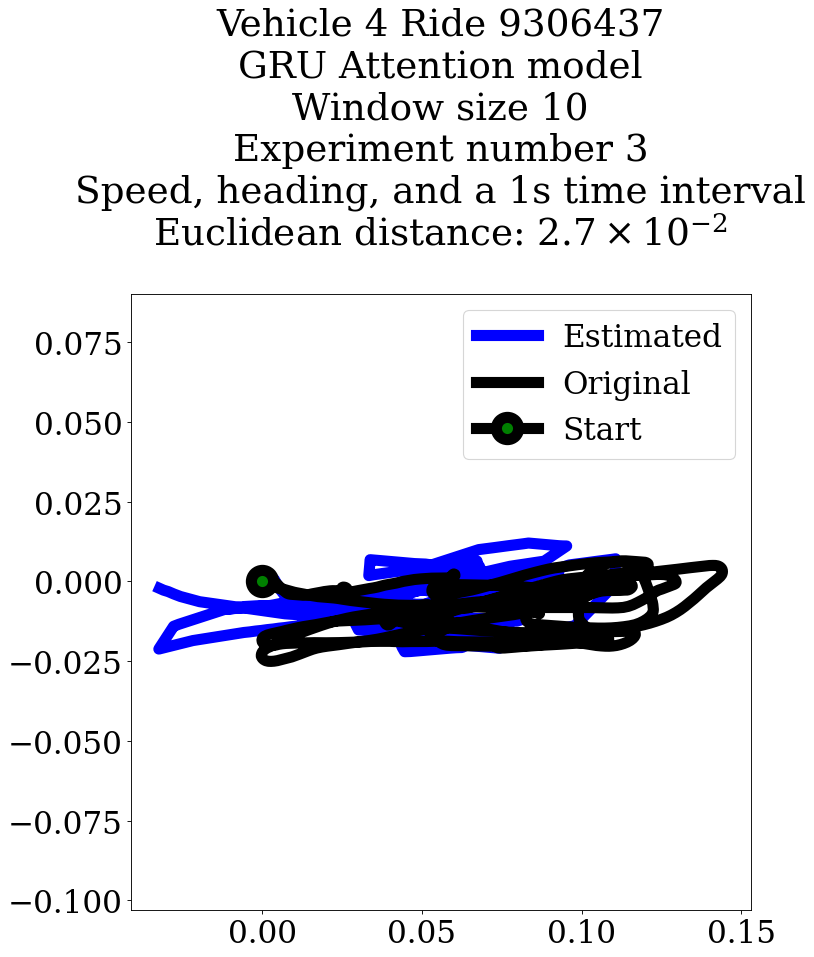 Vehicle 4 Ride 9306437
GRU Attention model
Window size 10
Experiment number 3
Speed, heading, and a 1s time interval
Euclidean distance: 2.7 × 10⁻²
Estimated
Original
Start
0.075
0.050
0.025
0.000
−0.025
−0.050
−0.075
−0.100
0.00 0.05 0.10 0.15